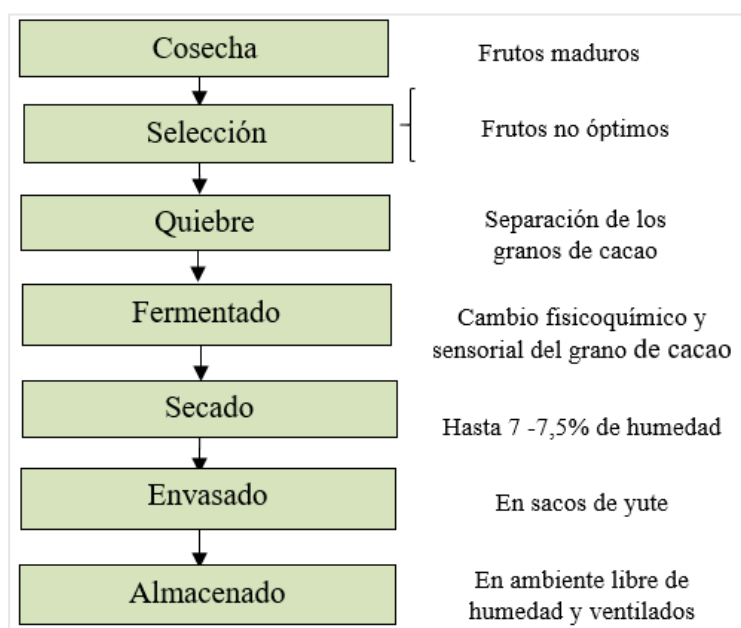 Cosecha
Frutos maduros
Selección
Frutos no óptimos
Quiebre
Separación de los
granos de cacao
Fermentado
Cambio fisicoquímico y
sensorial del grano de cacao
Secado
Hasta 7 -7,5% de humedad
Envasado
En sacos de yute
Almacenado
En ambiente libre de
humedad y ventilados